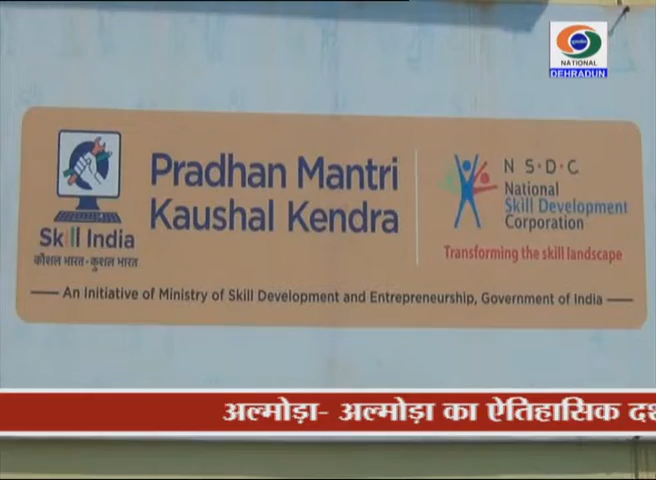 NATIONAL
DEHRADUN
Pradhan Mantri
Kaushal Kendra
Skill India
कौशल भारत - कुशल भारत
N S · D · C
National
Skill Development
Corporation
Transforming the skill landscape
An Initiative of Ministry of Skill Development and Entrepreneurship, Government of India
अल्मोड़ा- अल्मोड़ा का ऐतिहासिक